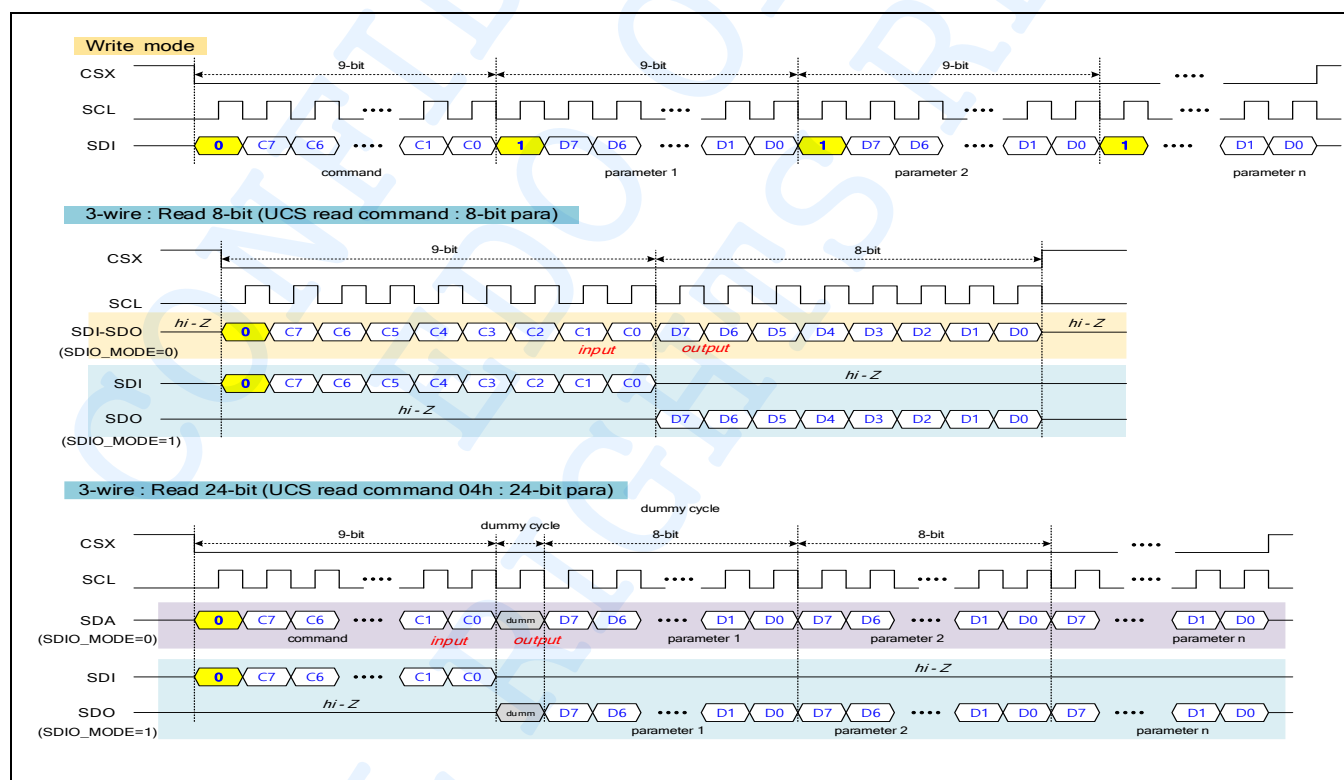 Write mode
9-bit 9-bit 9-bit
CSX ••••
SCL •••• •••• •••• ••••
SDI 0 C7 C6 •••• C1 C0 1 D7 D6 •••• D1 D0 1 D7 D6 •••• D1 D0 1 •••• D1 D0
command parameter 1 parameter 2 parameter n
3-wire : Read 8-bit (UCS read command : 8-bit para)
9-bit 8-bit
CSX
SCL
SDI-SDO hi - Z 0 C7 C6 C5 C4 C3 C2 C1 C0 D7 D6 D5 D4 D3 D2 D1 D0 hi - Z
(SDIO_MODE=0) input output
SDI 0 C7 C6 C5 C4 C3 C2 C1 C0 hi - Z
SDO hi - Z D7 D6 D5 D4 D3 D2 D1 D0
(SDIO_MODE=1)
3-wire : Read 24-bit (UCS read command 04h : 24-bit para)
dummy cycle
9-bit dummy cycle 8-bit 8-bit
CSX ••••
SCL •••• •••• •••• ••••
SDA 0 C7 C6 •••• C1 C0 dumm D7 D6 •••• D1 D0 D7 D6 •••• D1 D0 D7 •••• D1 D0
(SDIO_MODE=0) command input output parameter 1 parameter 2 parameter n
SDI 0 C7 C6 •••• C1 C0 hi - Z
SDO hi - Z dumm D7 D6 •••• D1 D0 D7 D6 •••• D1 D0 D7 •••• D1 D0
(SDIO_MODE=1) parameter 1 parameter 2 parameter n